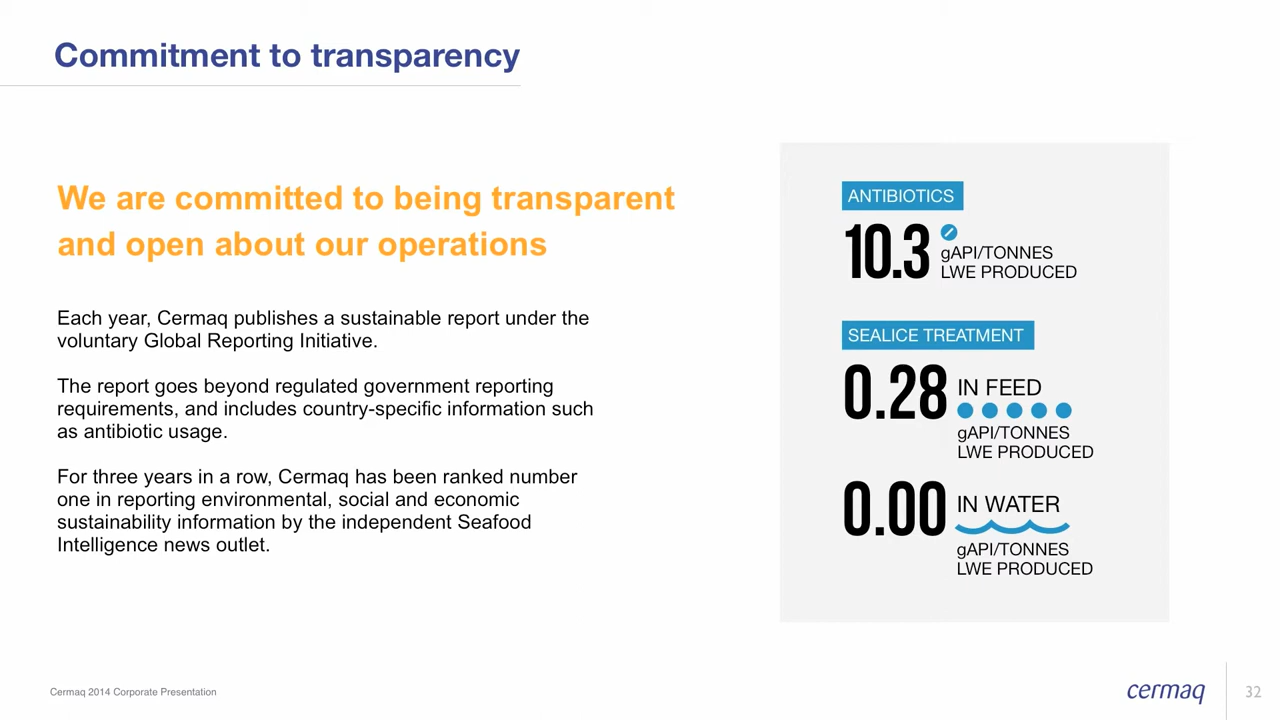 Commitment to transparency
We are committed to being transparent
and open about our operations
Each year, Cermaq publishes a sustainable report under the
voluntary Global Reporting Initiative.
The report goes beyond regulated government reporting
requirements, and includes country-specific information such
as antibiotic usage.
For three years in a row, Cermaq has been ranked number
one in reporting environmental, social and economic
sustainability information by the independent Seafood
Intelligence news outlet.
ANTIBIOTICS
10.3
gAPI/TONNES
LWE PRODUCED
SEALICE TREATMENT
0.28 IN FEED
gAPI/TONNES
LWE PRODUCED
0.00 IN WATER
gAPI/TONNES
LWE PRODUCED
Cermaq 2014 Corporate Presentation
cermaq
32